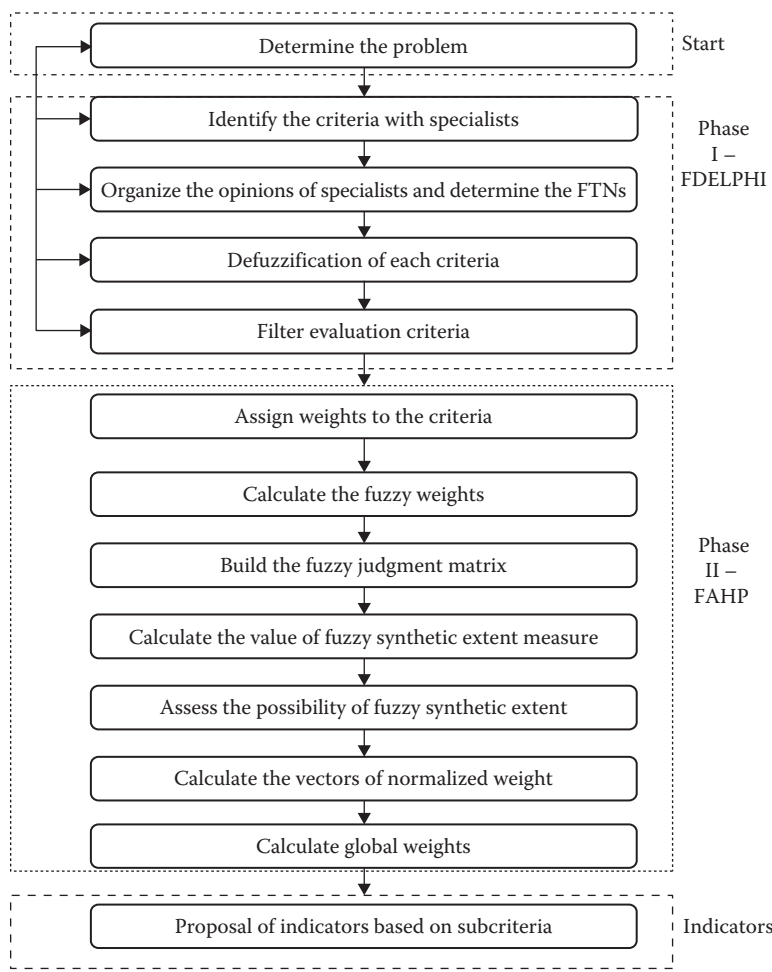 Determine the problem
Start
Identify the criteria with specialists
Organize the opinions of specialists and determine the FTNs
Defuzzification of each criteria
Filter evaluation criteria
Phase
I –
FDELPHI
Assign weights to the criteria
Calculate the fuzzy weights
Build the fuzzy judgment matrix
Calculate the value of fuzzy synthetic extent measure
Assess the possibility of fuzzy synthetic extent
Calculate the vectors of normalized weight
Calculate global weights
Phase
II –
FAHP
Proposal of indicators based on subcriteria
Indicators